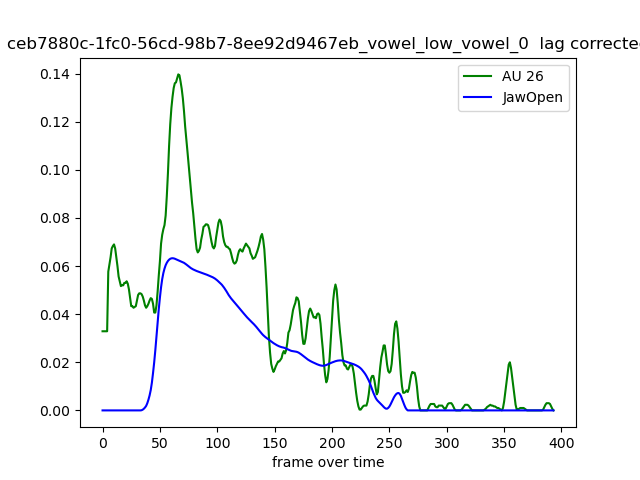 ceb7880c-1fc0-56cd-98b7-8ee92d9467eb_vowel_low_vowel_0 lag corrected
AU 26
JawOpen
0.14
0.12
0.10
0.08
0.06
0.04
0.02
0.00
0 50 100 150 200 250 300 350 400
frame over time